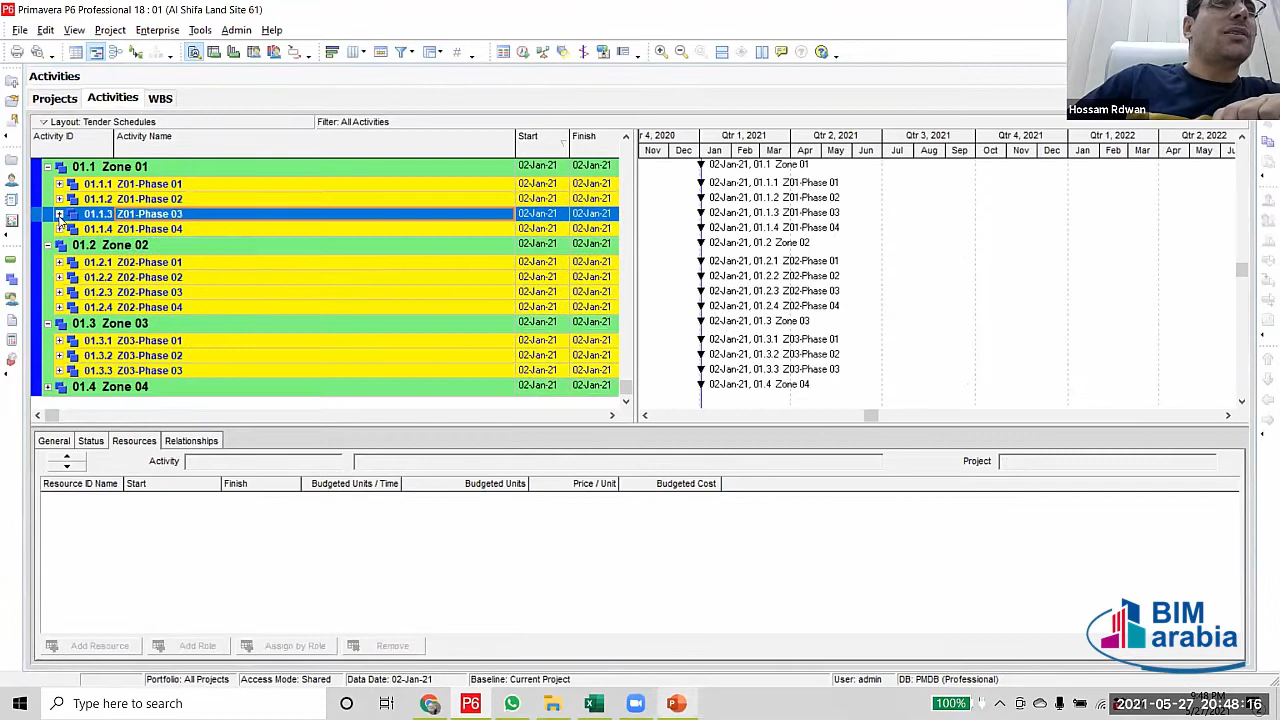 Primavera P6 Professional 18 : 01 (Al Shifa Land Site 61)
File Edit View Project Enterprise Tools Admin Help
Activities
Projects Activities WBS
Layout: Tender Schedules Filter: All Activities
Activity ID Activity Name Start Finish
r 4, 2020 Qtr 1, 2021 Qtr 2, 2021 Qtr 3, 2021 Qtr 4, 2021 Qtr 1, 2022 Qtr 2, 2022
Nov Dec Jan Feb Mar Apr May Jun Jul Aug Sep Oct Nov Dec Jan Feb Mar Apr May Ju
01.1 Zone 01 02-Jan-21 02-Jan-21 02-Jan-21, 01.1 Zone 01
01.1.1 Z01-Phase 01 02-Jan-21 02-Jan-21 02-Jan-21, 01.1.1 Z01-Phase 01
01.1.2 Z01-Phase 02 02-Jan-21 02-Jan-21 02-Jan-21, 01.1.2 Z01-Phase 02
01.1.3 Z01-Phase 03 02-Jan-21 02-Jan-21 02-Jan-21, 01.1.3 Z01-Phase 03
01.1.4 Z01-Phase 04 02-Jan-21 02-Jan-21 02-Jan-21, 01.1.4 Z01-Phase 04
01.2 Zone 02 02-Jan-21 02-Jan-21 02-Jan-21, 01.2 Zone 02
01.2.1 Z02-Phase 01 02-Jan-21 02-Jan-21 02-Jan-21, 01.2.1 Z02-Phase 01
01.2.2 Z02-Phase 02 02-Jan-21 02-Jan-21 02-Jan-21, 01.2.2 Z02-Phase 02
01.2.3 Z02-Phase 03 02-Jan-21 02-Jan-21 02-Jan-21, 01.2.3 Z02-Phase 03
01.2.4 Z02-Phase 04 02-Jan-21 02-Jan-21 02-Jan-21, 01.2.4 Z02-Phase 04
01.3 Zone 03 02-Jan-21 02-Jan-21 02-Jan-21, 01.3 Zone 03
01.3.1 Z03-Phase 01 02-Jan-21 02-Jan-21 02-Jan-21, 01.3.1 Z03-Phase 01
01.3.2 Z03-Phase 02 02-Jan-21 02-Jan-21 02-Jan-21, 01.3.2 Z03-Phase 02
01.3.3 Z03-Phase 03 02-Jan-21 02-Jan-21 02-Jan-21, 01.3.3 Z03-Phase 03
01.4 Zone 04 02-Jan-21 02-Jan-21 02-Jan-21, 01.4 Zone 04
General Status Resources Relationships
Activity Project
Resource ID Name Start Finish Budgeted Units / Time Budgeted Units Price / Unit Budgeted Cost
Add Resource Add Role Assign by Role Remove
Portfolio: All Projects Access Mode: Shared Data Date: 02-Jan-21 Baseline: Current Project User: admin DB: PMDB (Professional)
Type here to search
P6
100%
9:48 PM
5/27/2021
2021-05-27 20:48:16
Hossam Rdwan
BIM
arabia